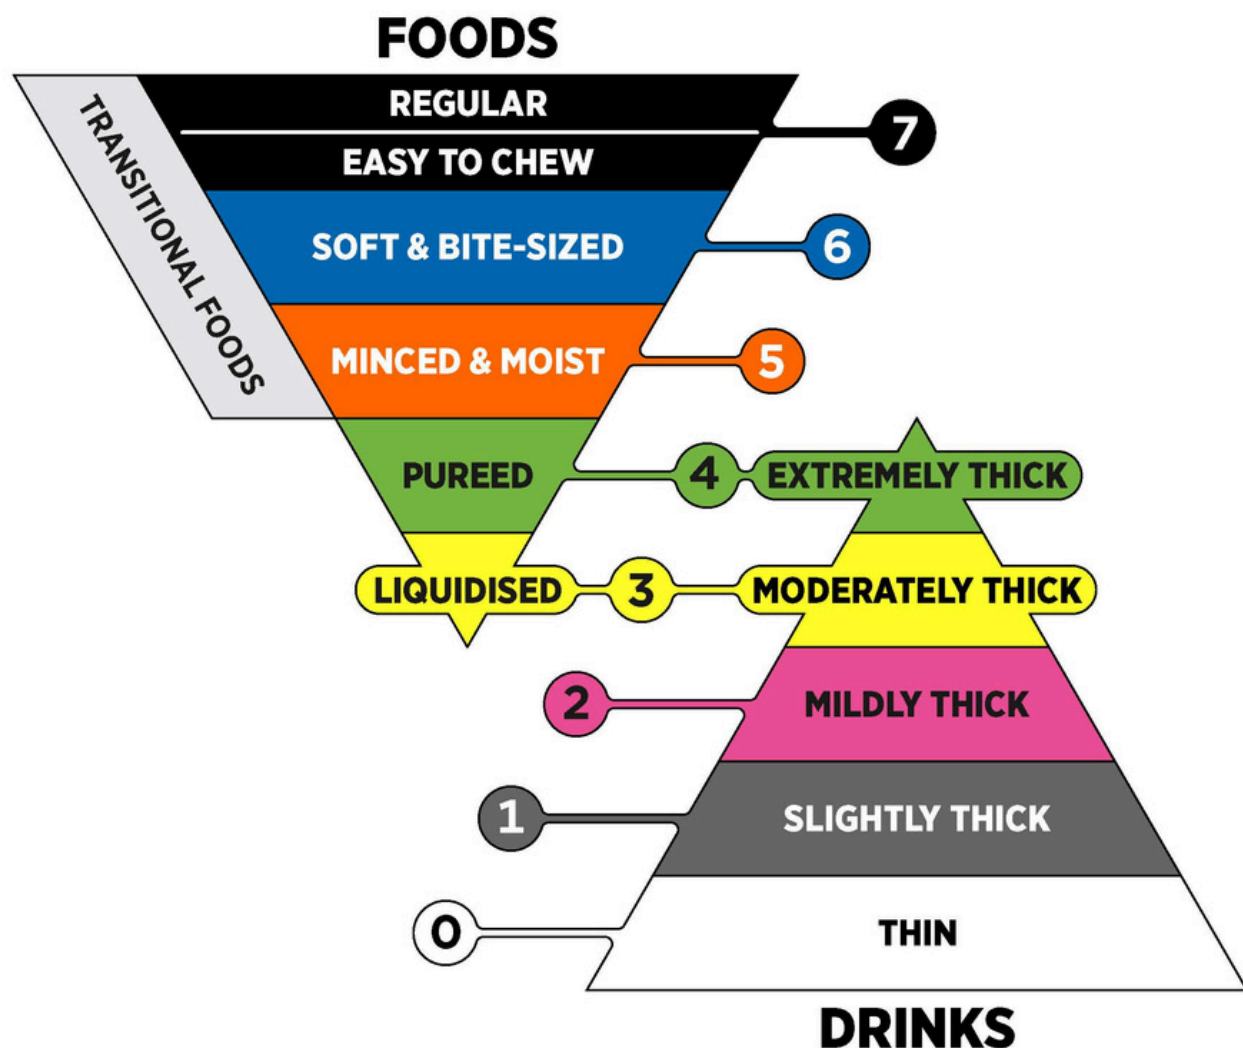 FOODS
TRANSITIONAL FOODS
REGULAR
7
EASY TO CHEW
SOFT & BITE-SIZED
6
MINCED & MOIST
5
PUREED
4
EXTREMELY THICK
LIQUIDISED
3
MODERATELY THICK
2
MILDLY THICK
1
SLIGHTLY THICK
0
THIN
DRINKS